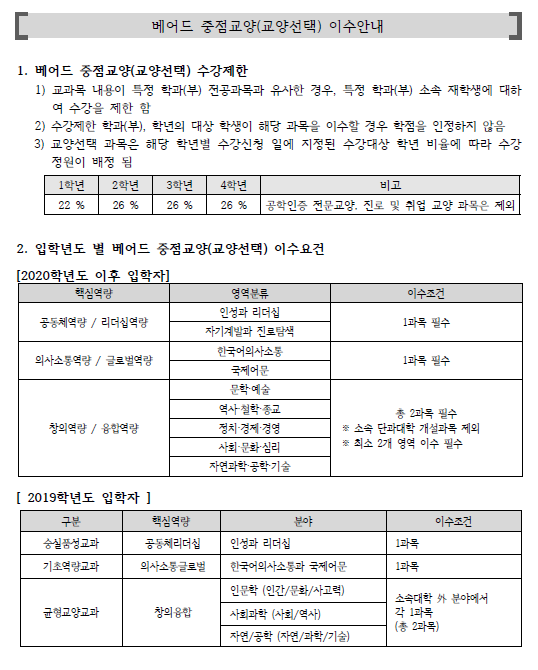 베어드 중점교양(교양선택) 이수안내
1. 베어드 중점교양(교양선택) 수강제한
1) 교과목 내용이 특정 학과(부) 전공과목과 유사한 경우, 특정 학과(부) 소속 재학생에 대하
여 수강을 제한 함
2) 수강제한 학과(부), 학년의 대상 학생이 해당 과목을 이수할 경우 학점을 인정하지 않음
3) 교양선택 과목은 해당 학년별 수강신청 일에 지정된 수강대상 학년 비율에 따라 수강
정원이 배정 됨
1학년 2학년 3학년 4학년 비고
22 % 26 % 26 % 26 % 공학인증 전문교양, 진로 및 취업 교양 과목은 제외
2. 입학년도 별 베어드 중점교양(교양선택) 이수요건
[2020학년도 이후 입학자]
핵심역량 영역분류 이수조건
공동체역량 / 리더십역량 인성과 리더십 1과목 필수
자기계발과 진로탐색
의사소통역량 / 글로벌역량 한국어의사소통 1과목 필수
국제어문
창의역량 / 융합역량 문학·예술
역사·철학·종교
정치·경제·경영
사회·문화·심리
자연과학·공학·기술
총 2과목 필수
※ 소속 단과대학 개설과목 제외
※ 최소 2개 영역 이수 필수
[ 2019학년도 입학자 ]
구분 핵심역량 분야 이수조건
숭실품성교과 공동체리더십 인성과 리더십 1과목
기초역량교과 의사소통글로벌 한국어의사소통과 국제어문 1과목
균형교양교과 창의융합 인문학 (인간/문화/사고력)
사회과학 (사회/역사)
자연/공학 (자연/과학/기술)
소속대학 外 분야에서
각 1과목
(총 2과목)